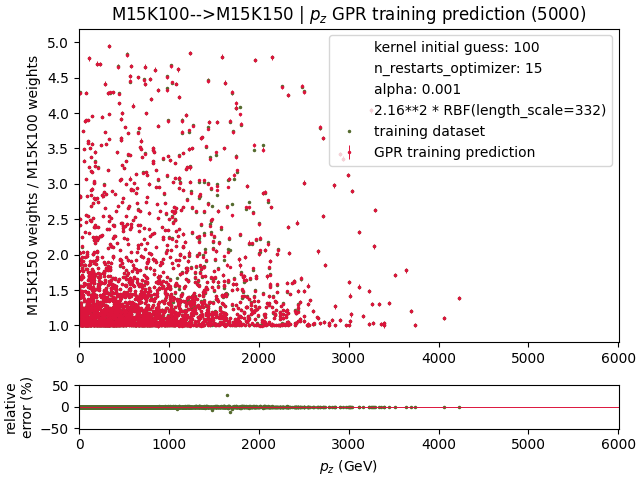 M15K100-->M15K150 | p_z GPR training prediction (5000)
M15K150 weights / M15K100 weights
5.0
4.5
4.0
3.5
3.0
2.5
2.0
1.5
1.0
kernel initial guess: 100
n_restarts_optimizer: 15
alpha: 0.001
2.16**2 * RBF(length_scale=332)
training dataset
GPR training prediction
0 1000 2000 3000 4000 5000 6000
relative
error (%)
50
0
−50
0 1000 2000 3000 4000 5000 6000
p_z (GeV)